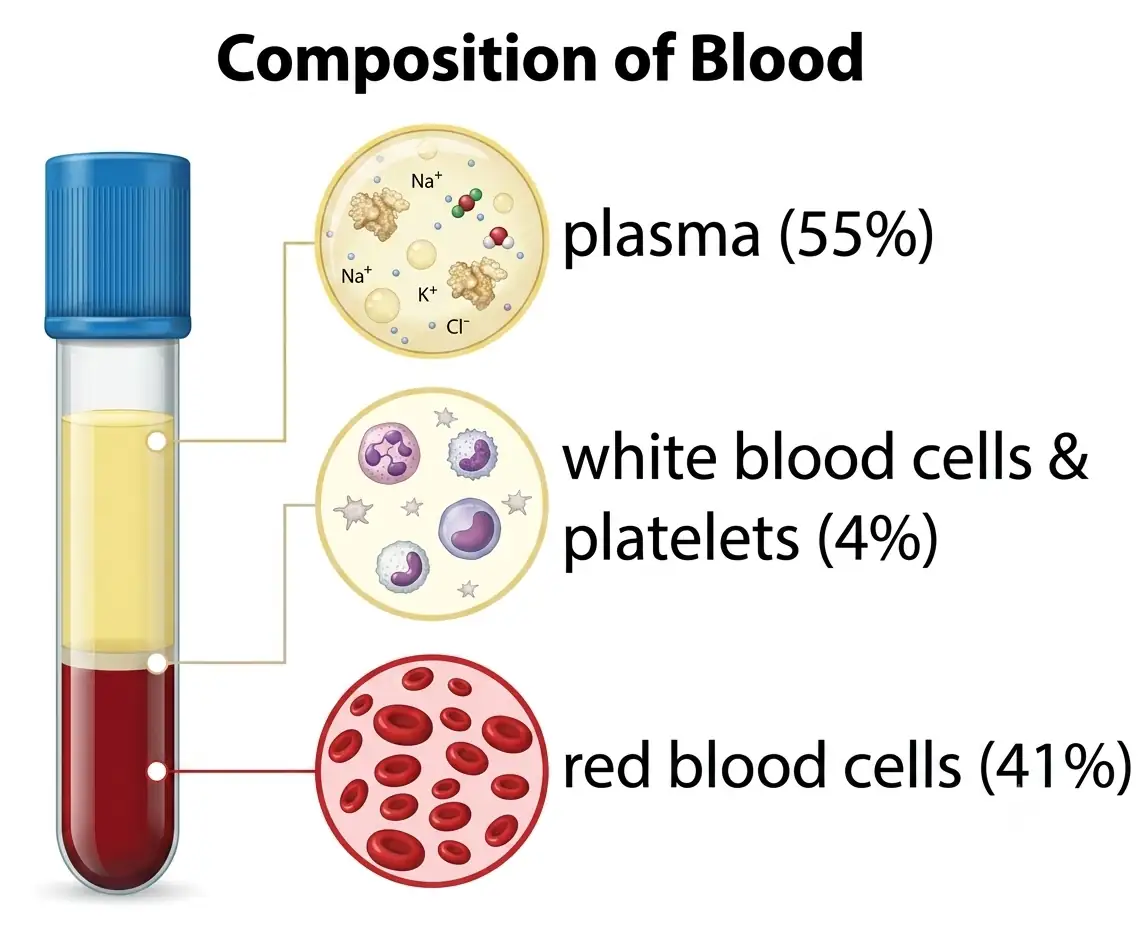 Composition of Blood
Na⁺
Na⁺
K⁺
Cl⁻
plasma (55%)
white blood cells &
platelets (4%)
red blood cells (41%)